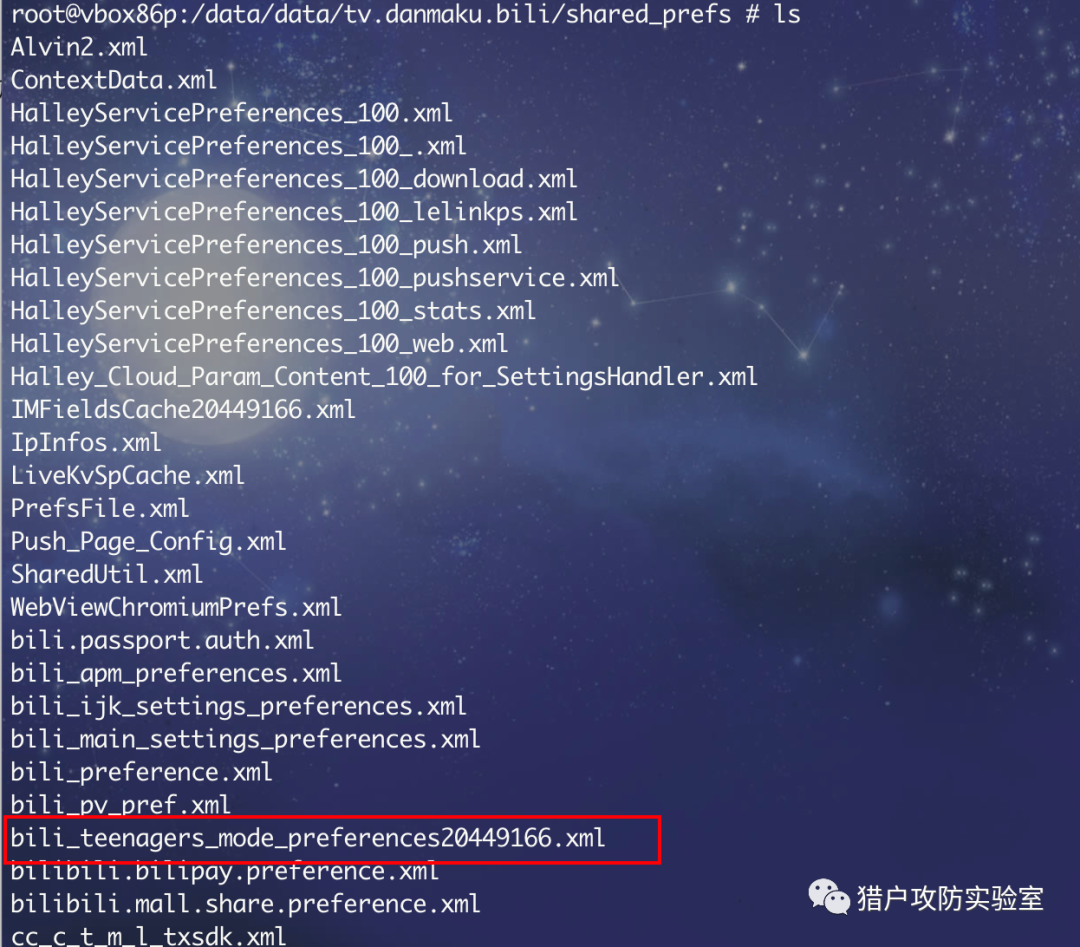 root@vbox86p:/data/data/tv.danmaku.bili/shared_prefs # ls
Alvin2.xml
ContextData.xml
HalleyServicePreferences_100.xml
HalleyServicePreferences_100_.xml
HalleyServicePreferences_100_download.xml
HalleyServicePreferences_100_lelinkps.xml
HalleyServicePreferences_100_push.xml
HalleyServicePreferences_100_pushservice.xml
HalleyServicePreferences_100_stats.xml
HalleyServicePreferences_100_web.xml
Halley_Cloud_Param_Content_100_for_SettingsHandler.xml
IMFieldsCache20449166.xml
IpInfos.xml
LiveKvSpCache.xml
PrefsFile.xml
Push_Page_Config.xml
SharedUtil.xml
WebViewChromiumPrefs.xml
bili.passport.auth.xml
bili_apm_preferences.xml
bili_ijk_settings_preferences.xml
bili_main_settings_preferences.xml
bili_preference.xml
bili_pv_pref.xml
bili_teenagers_mode_preferences20449166.xml
bilibili.bilipay.preference.xml
bilibili.mall.share.preference.xml
cc_c_t_m_l_txsdk.xml
猎户攻防实验室